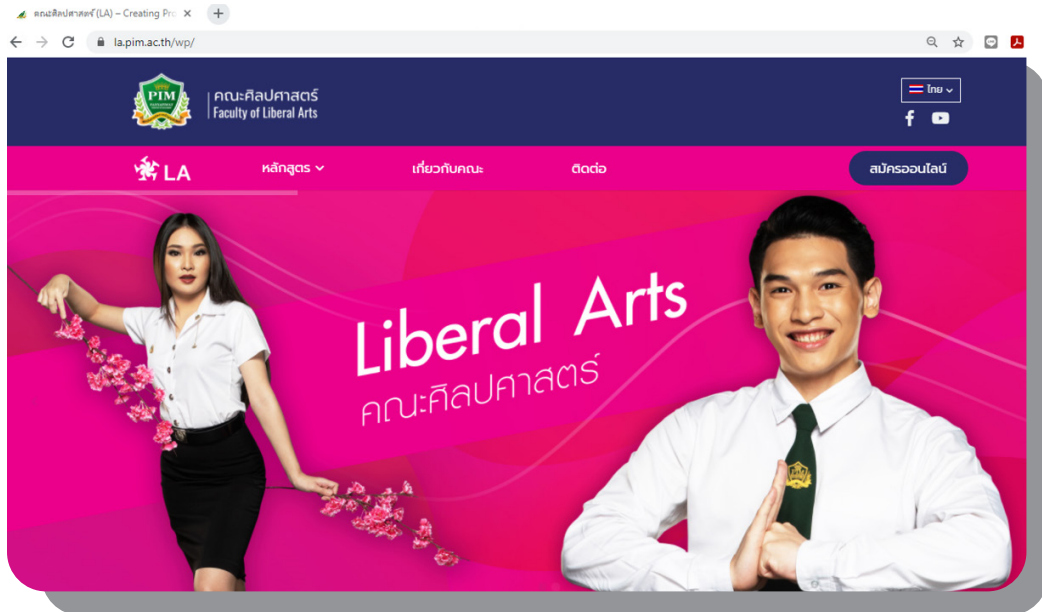 คณะศิลปศาสตร์ (LA) – Creating Pro
la.pim.ac.th/wp/
PIM
คณะศิลปศาสตร์
Faculty of Liberal Arts
ไทย
LA
หลักสูตร
เกี่ยวกับคณะ
ติดต่อ
สมัครออนไลน์
Liberal Arts
คณะศิลปศาสตร์